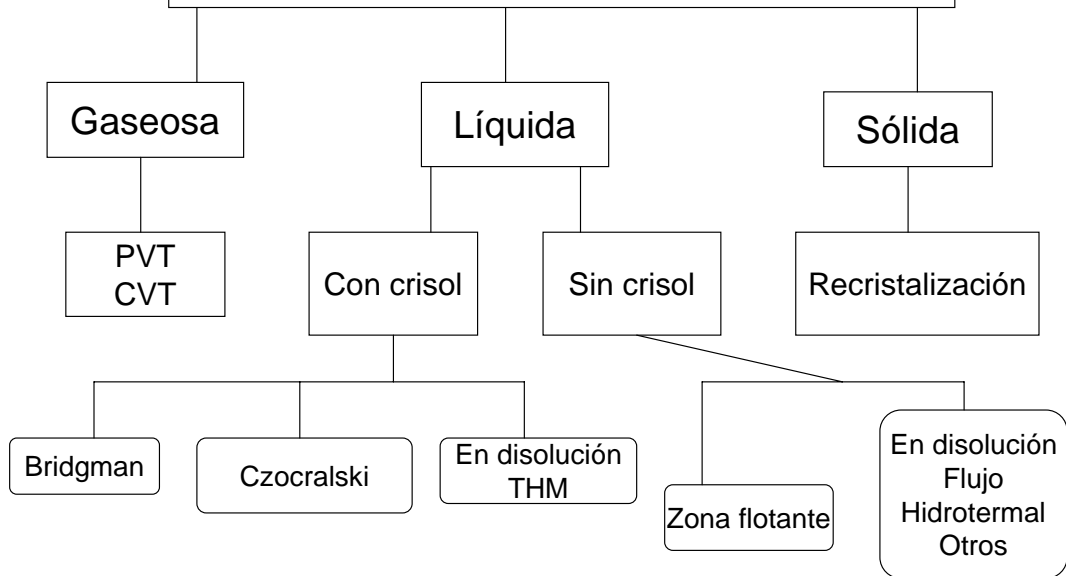 Gaseosa
Líquida
Sólida
PVT
CVT
Con crisol
Sin crisol
Recristalización
Bridgman
Czocralski
En disolución
THM
Zona flotante
En disolución
Flujo
Hidrotermal
Otros